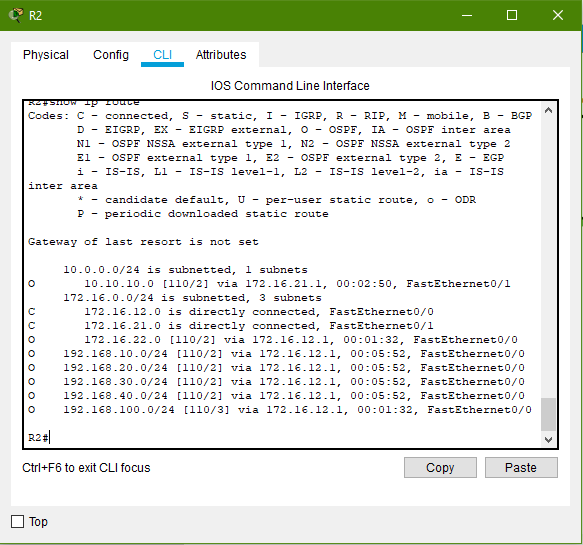 R2
Physical Config CLI Attributes
IOS Command Line Interface
R2#show ip route
Codes: C - connected, S - static, I - IGRP, R - RIP, M - mobile, B - BGP
D - EIGRP, EX - EIGRP external, O - OSPF, IA - OSPF inter area
N1 - OSPF NSSA external type 1, N2 - OSPF NSSA external type 2
E1 - OSPF external type 1, E2 - OSPF external type 2, E - EGP
i - IS-IS, L1 - IS-IS level-1, L2 - IS-IS level-2, ia - IS-IS
inter area
* - candidate default, U - per-user static route, o - ODR
P - periodic downloaded static route
Gateway of last resort is not set
10.0.0.0/24 is subnetted, 1 subnets
O 10.10.10.0 [110/2] via 172.16.21.1, 00:02:50, FastEthernet0/1
172.16.0.0/24 is subnetted, 3 subnets
C 172.16.12.0 is directly connected, FastEthernet0/0
C 172.16.21.0 is directly connected, FastEthernet0/1
O 172.16.22.0 [110/2] via 172.16.12.1, 00:01:32, FastEthernet0/0
O 192.168.10.0/24 [110/2] via 172.16.12.1, 00:05:52, FastEthernet0/0
O 192.168.20.0/24 [110/2] via 172.16.12.1, 00:05:52, FastEthernet0/0
O 192.168.30.0/24 [110/2] via 172.16.12.1, 00:05:52, FastEthernet0/0
O 192.168.40.0/24 [110/2] via 172.16.12.1, 00:05:52, FastEthernet0/0
O 192.168.100.0/24 [110/3] via 172.16.12.1, 00:01:32, FastEthernet0/0
R2#
Ctrl+F6 to exit CLI focus
Copy Paste
Top